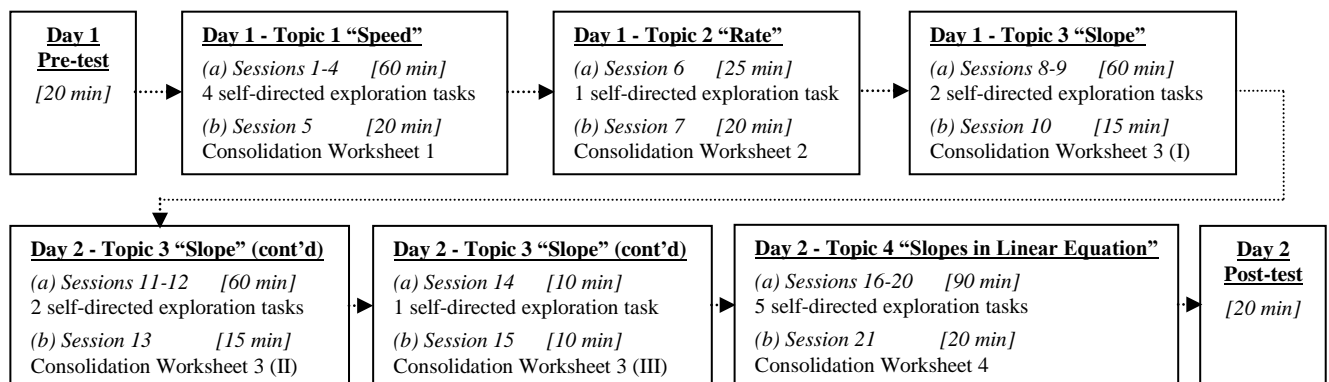 Day 1
Pre-test
[20 min]
Day 1 - Topic 1 “Speed”
(a) Sessions 1-4 [60 min]
4 self-directed exploration tasks
(b) Session 5 [20 min]
Consolidation Worksheet 1
Day 1 - Topic 2 “Rate”
(a) Session 6 [25 min]
1 self-directed exploration task
(b) Session 7 [20 min]
Consolidation Worksheet 2
Day 1 - Topic 3 “Slope”
(a) Sessions 8-9 [60 min]
2 self-directed exploration tasks
(b) Session 10 [15 min]
Consolidation Worksheet 3 (I)
Day 2 - Topic 3 “Slope” (cont’d)
(a) Sessions 11-12 [60 min]
2 self-directed exploration tasks
(b) Session 13 [15 min]
Consolidation Worksheet 3 (II)
Day 2 - Topic 3 “Slope” (cont’d)
(a) Session 14 [10 min]
1 self-directed exploration task
(b) Session 15 [10 min]
Consolidation Worksheet 3 (III)
Day 2 - Topic 4 “Slopes in Linear Equation”
(a) Sessions 16-20 [90 min]
5 self-directed exploration tasks
(b) Session 21 [20 min]
Consolidation Worksheet 4
Day 2
Post-test
[20 min]